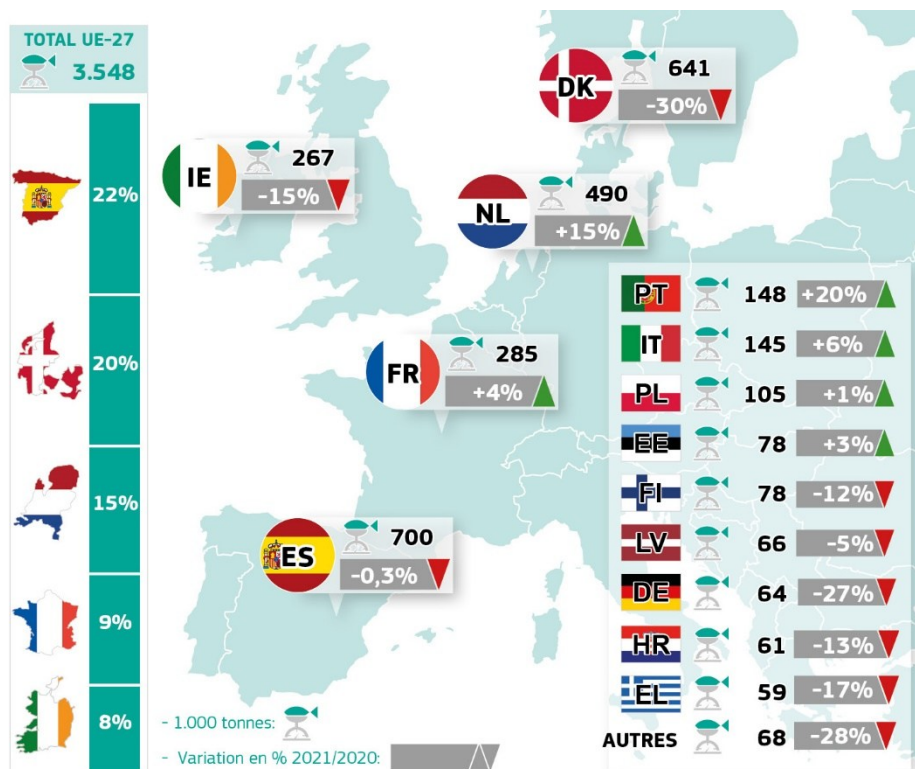 TOTAL UE-27
3.548
22%
20%
15%
9%
8%
DK
641
-30%
IE
267
-15%
NL
490
+15%
FR
285
+4%
ES
700
-0,3%
PT 148 +20%
IT 145 +6%
PL 105 +1%
EE 78 +3%
FI 78 -12%
LV 66 -5%
DE 64 -27%
HR 61 -13%
EL 59 -17%
AUTRES 68 -28%
- 1.000 tonnes:
- Variation en % 2021/2020: